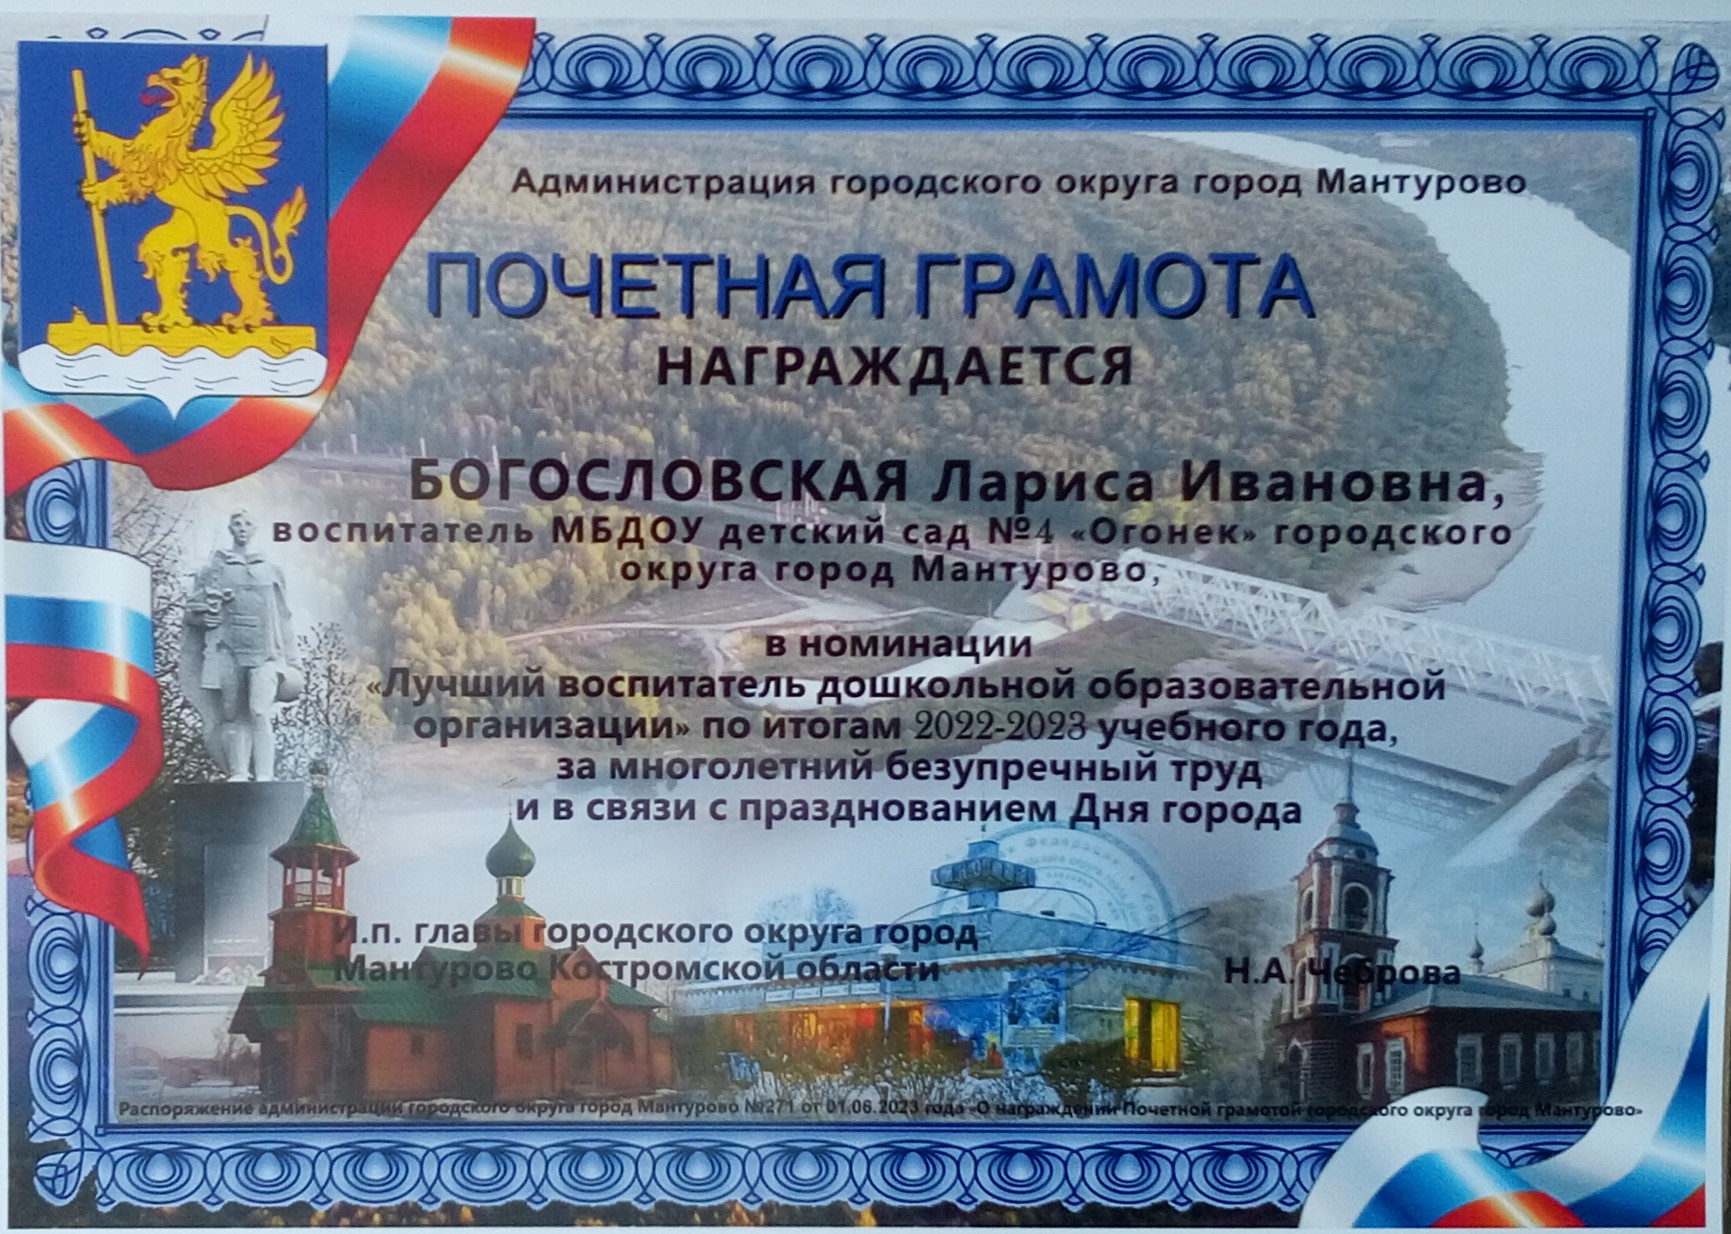 Администрация городского округа город Мантурово
ПОЧЕТНАЯ ГРАМОТА
НАГРАЖДАЕТСЯ
БОГОСЛОВСКАЯ Лариса Ивановна,
воспитатель МБДОУ детский сад №4 «Огонек» городского
округа город Мантурово,
в номинации
«Лучший воспитатель дошкольной образовательной
организации» по итогам 2022-2023 учебного года,
за многолетний безупречный труд
и в связи с празднованием Дня города
И.п. главы городского округа город
Мантурово Костромской области
Н.А. Чеброва
Распоряжение администрации городского округа город Мантурово №271 от 01.06.2023 года «О награждении Почетной грамотой городского округа город Мантурово»